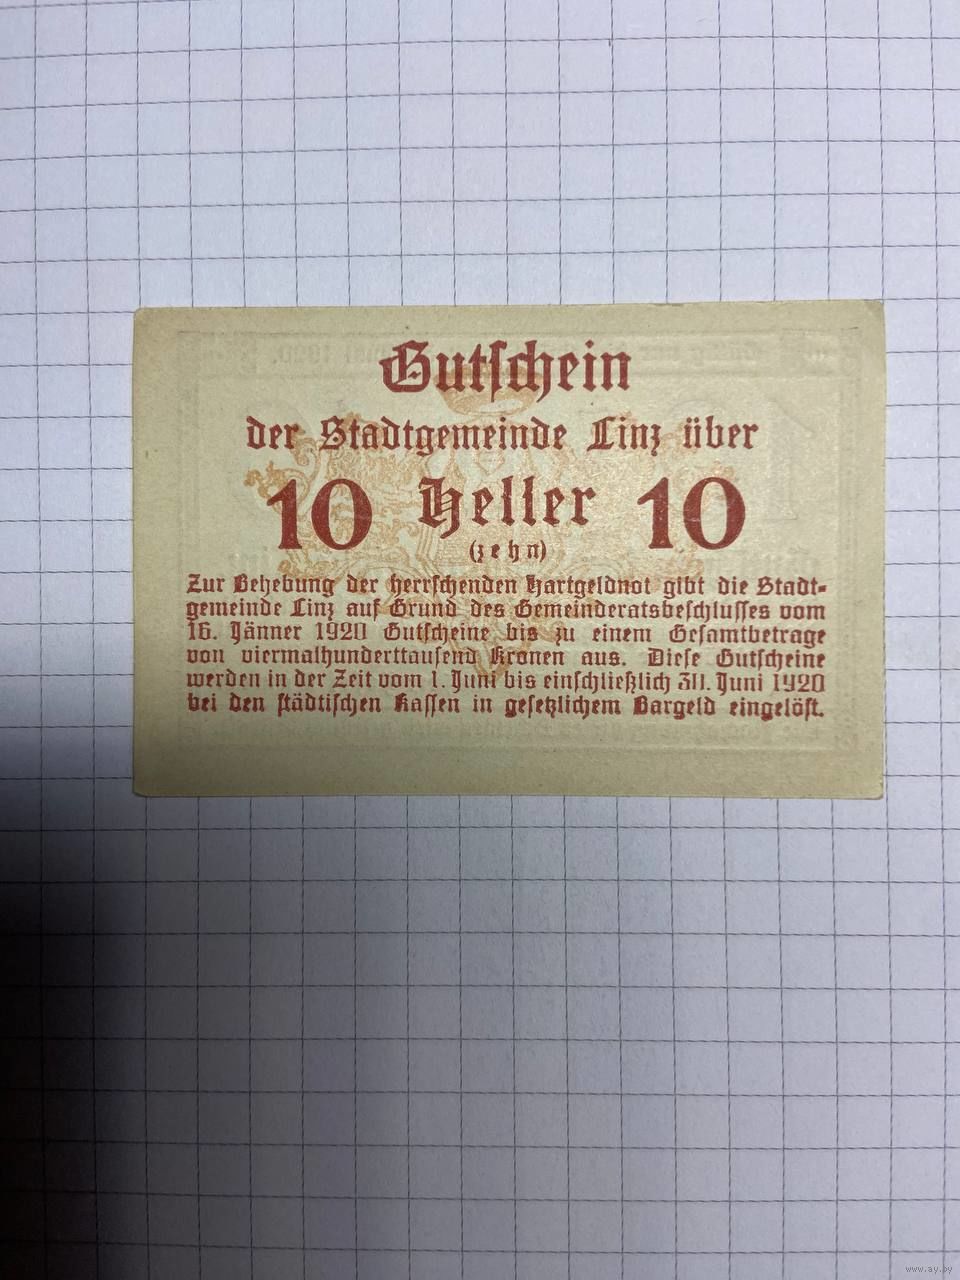 Gutschein
der Stadtgemeinde Linz über
10 Heller 10
(zehn)
Zur Behebung der herrschenden Hartgeldnot gibt die Stadt-
gemeinde Linz auf Grund des Gemeinderatsbeschlusses vom
16. Jänner 1920 Gutscheine bis zu einem Gesamtbetrage
von viermalhunderttausend Kronen aus. Diese Gutscheine
werden in der Zeit vom 1. Juni bis einschließlich 30. Juni 1920
bei den städtischen Kassen in gesetzlichem Bargeld eingelöst.
www.ay.by